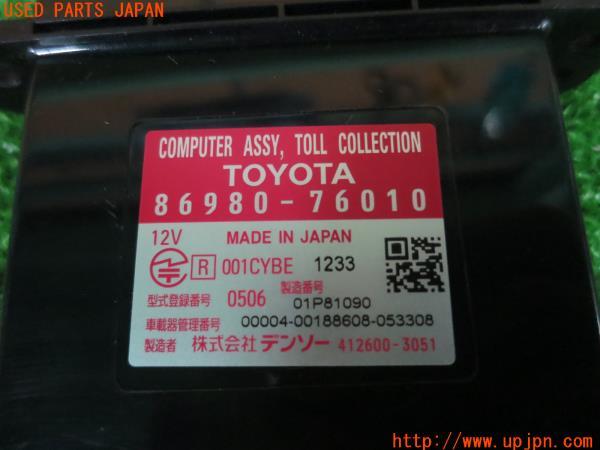 USED PARTS JAPAN
COMPUTER ASSY, TOLL COLLECTION
TOYOTA
86980-76010
12V MADE IN JAPAN
R 001CYBE 1233
型式登録番号 0506 製造番号 01P81090
車載器管理番号 00004-00188608-053308
製造者 株式会社 デンソー 412600-3051
http://www.upjpn.com/